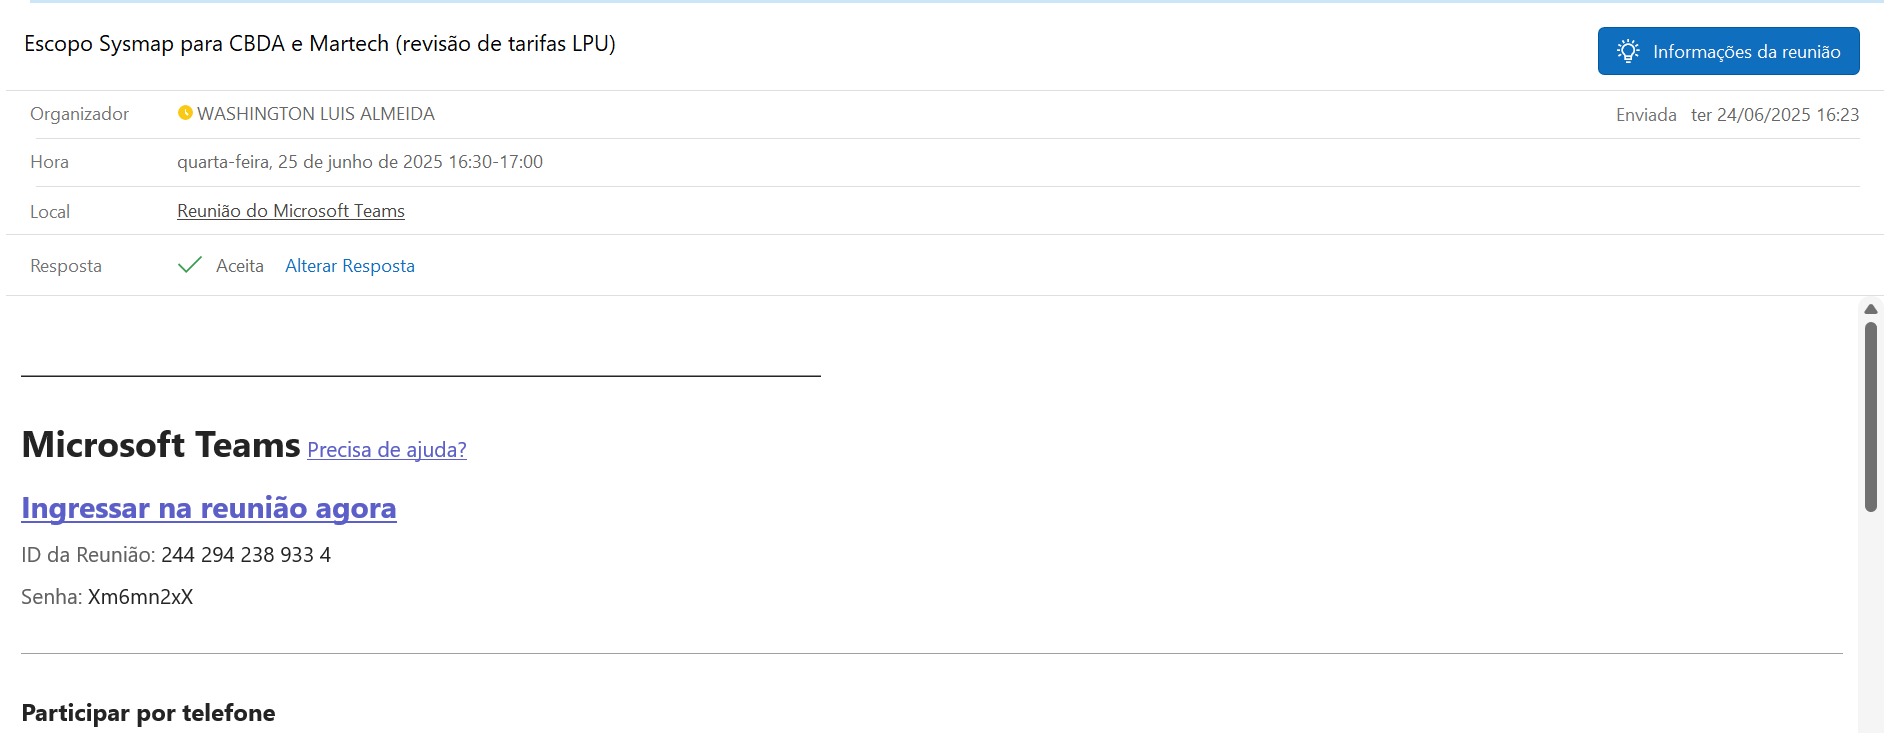 Escopo Sysmap para CBDA e Martech (revisão de tarifas LPU)
Informações da reunião
Organizador WASHINGTON LUIS ALMEIDA Enviada ter 24/06/2025 16:23
Hora quarta-feira, 25 de junho de 2025 16:30-17:00
Local Reunião do Microsoft Teams
Resposta Aceita Alterar Resposta
Microsoft Teams Precisa de ajuda?
Ingressar na reunião agora
ID da Reunião: 244 294 238 933 4
Senha: Xm6mn2xX
Participar por telefone